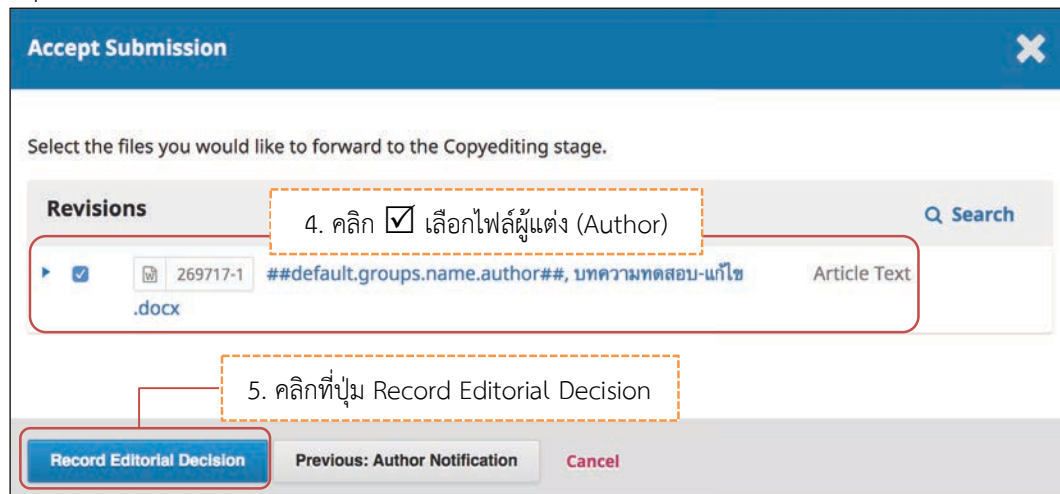 Accept Submission
Select the files you would like to forward to the Copyediting stage.
Revisions
Search
4. คลิก ☑ เลือกไฟล์ผู้แต่ง (Author)
269717-1 ##default.groups.name.author##, บทความทดสอบ-แก้ไข Article Text
.docx
5. คลิกที่ปุ่ม Record Editorial Decision
Record Editorial Decision Previous: Author Notification Cancel